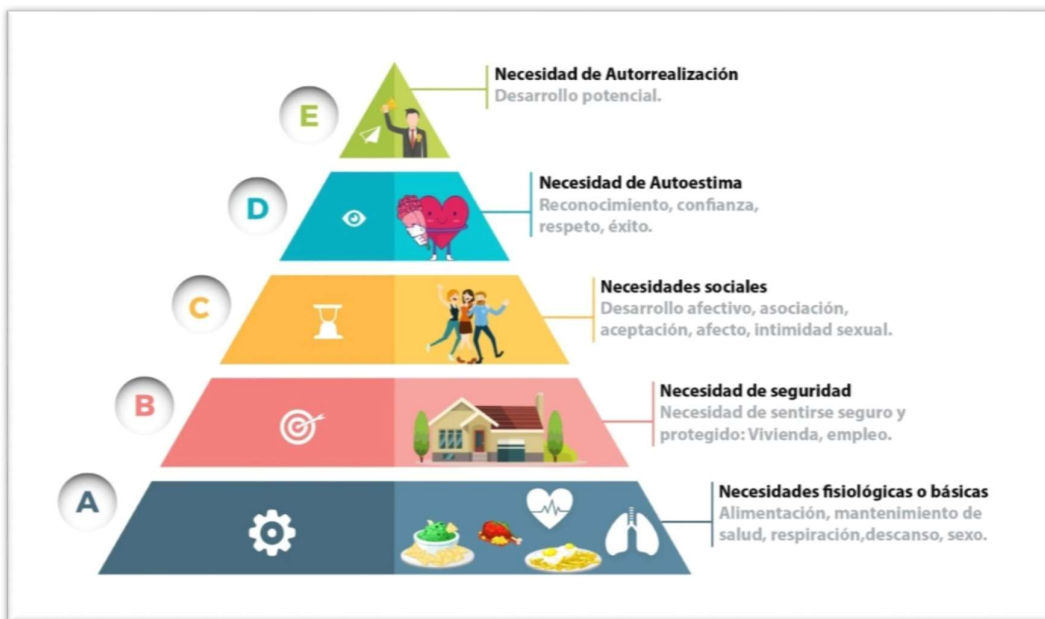 E
Necesidad de Autorrealización
Desarrollo potencial.
D
Necesidad de Autoestima
Reconocimiento, confianza,
respeto, éxito.
C
Necesidades sociales
Desarrollo afectivo, asociación,
aceptación, afecto, intimidad sexual.
B
Necesidad de seguridad
Necesidad de sentirse seguro y
protegido: Vivienda, empleo.
A
Necesidades fisiológicas o básicas
Alimentación, mantenimiento de
salud, respiración,descanso, sexo.